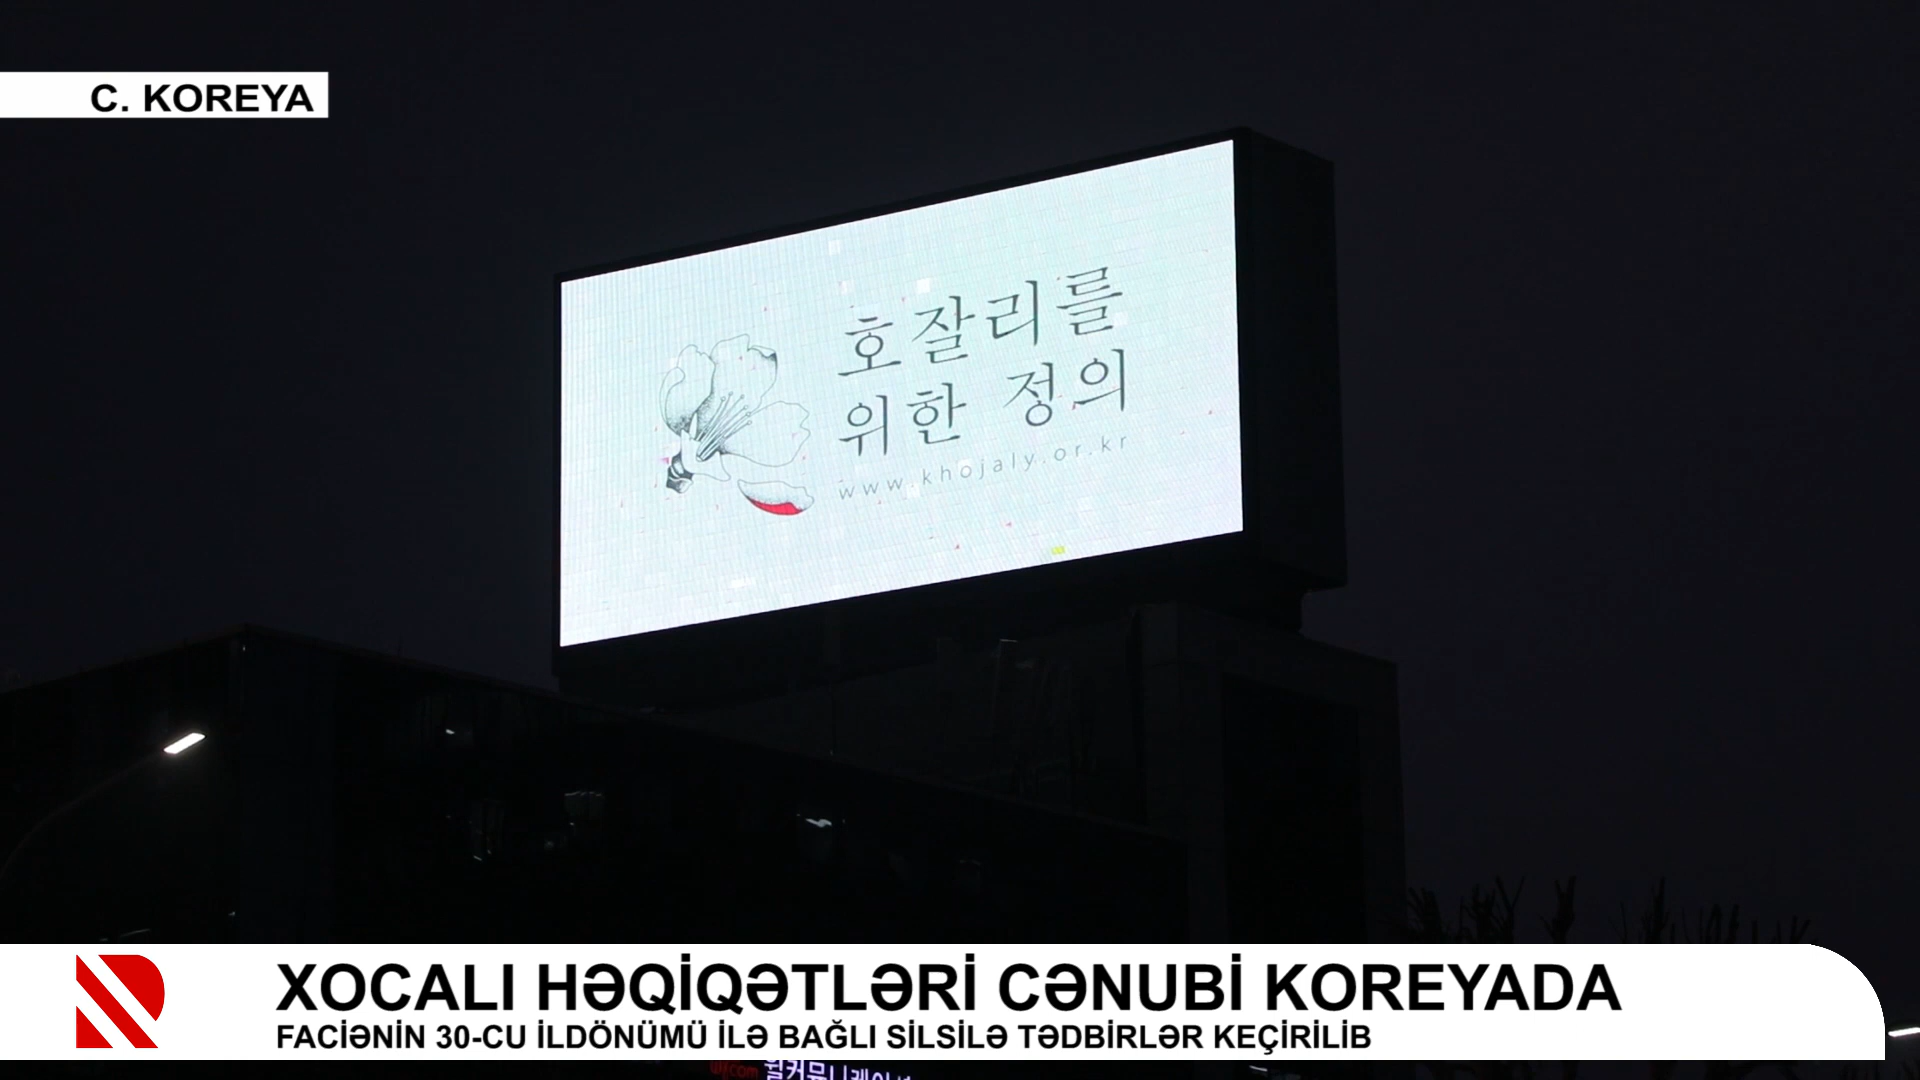 C. KOREYA
호잘리를
위한 정의
www.khojaly.or.kr
XOCALI HƏQİQƏTLƏRİ CƏNUBİ KOREYADA
FACİƏNİN 30-CU İLDÖNÜMÜ İLƏ BAĞLI SİLSİLƏ TƏDBİRLƏR KEÇİRİLİB